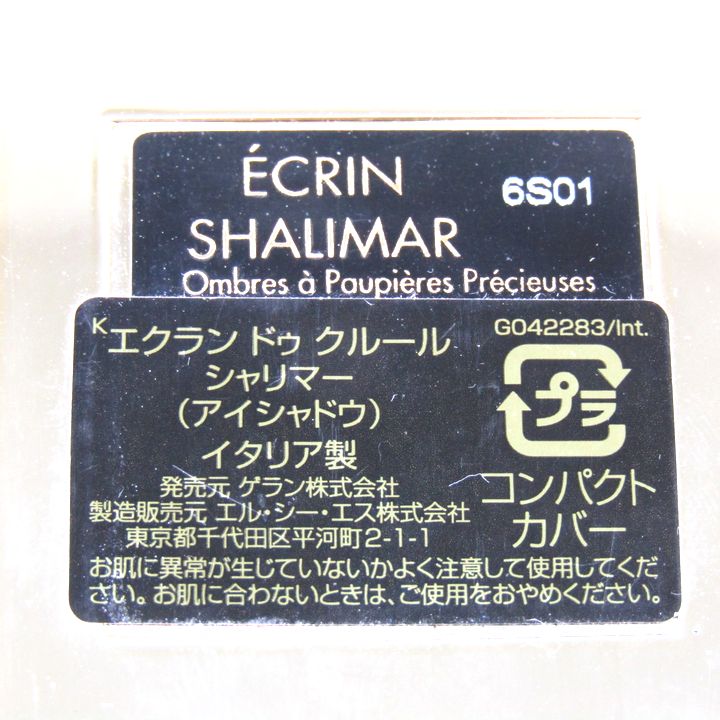 ÉCRIN
6S01
SHALIMAR
Ombres à Paupières Précieuses
K エクラン ドゥ クルール
シャリマー
（アイシャドウ）
イタリア製
発売元 ゲラン株式会社
製造販売元 エル・シー・エス株式会社
東京都千代田区平河町2-1-1
G042283/Int.
プラ
コンパクト
カバー
お肌に異常が生じていないかよく注意して使用してくだ
さい。お肌に合わないときは、ご使用をおやめください。